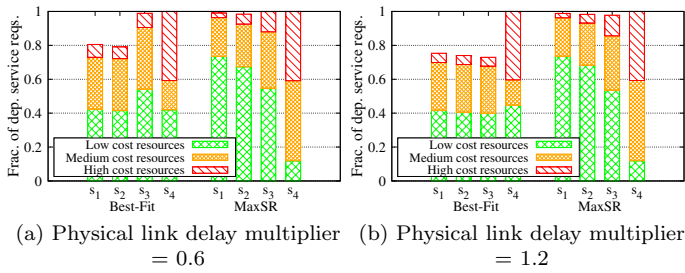 Frac. of dep. service reqs.
1
0.8
0.6
0.4
0.2
0
Low cost resources
Medium cost resources
High cost resources
s1 s2 s3 s4 s1 s2 s3 s4
Best-Fit MaxSR
(a) Physical link delay multiplier
= 0.6
Frac. of dep. service reqs.
1
0.8
0.6
0.4
0.2
0
Low cost resources
Medium cost resources
High cost resources
s1 s2 s3 s4 s1 s2 s3 s4
Best-Fit MaxSR
(b) Physical link delay multiplier
= 1.2